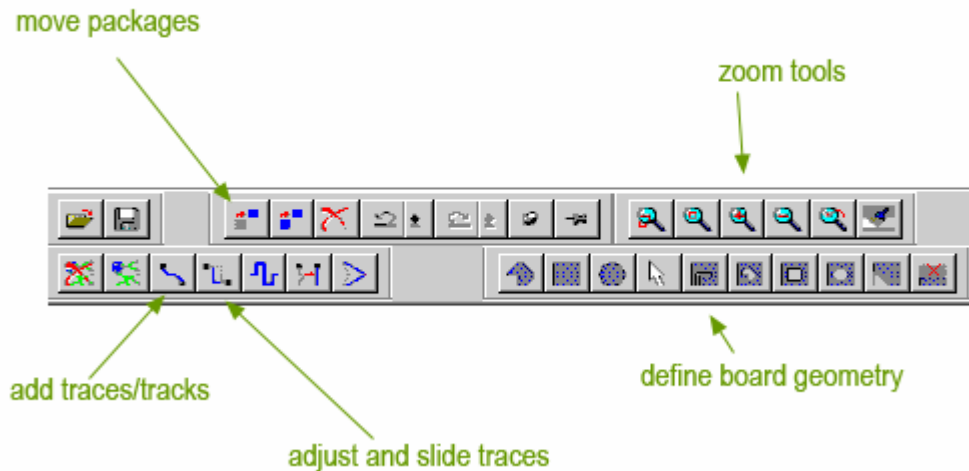 move packages
zoom tools
add traces/tracks
define board geometry
adjust and slide traces